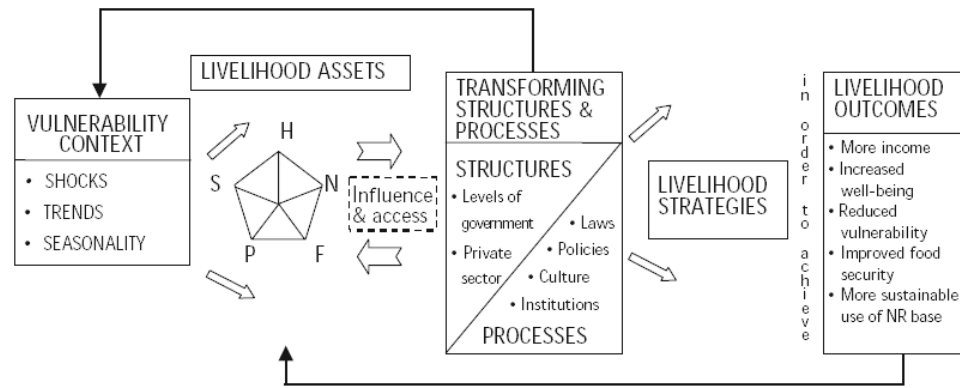 LIVELIHOOD ASSETS
VULNERABILITY
CONTEXT
• SHOCKS
• TRENDS
• SEASONALITY
H
S
N
P
F
Influence
& access
TRANSFORMING
STRUCTURES &
PROCESSES
STRUCTURES
• Levels of
government
• Private
sector
• Laws
• Policies
• Culture
• Institutions
PROCESSES
LIVELIHOOD
STRATEGIES
in order to achieve
LIVELIHOOD
OUTCOMES
• More income
• Increased
well-being
• Reduced
vulnerability
• Improved food
security
• More sustainable
use of NR base